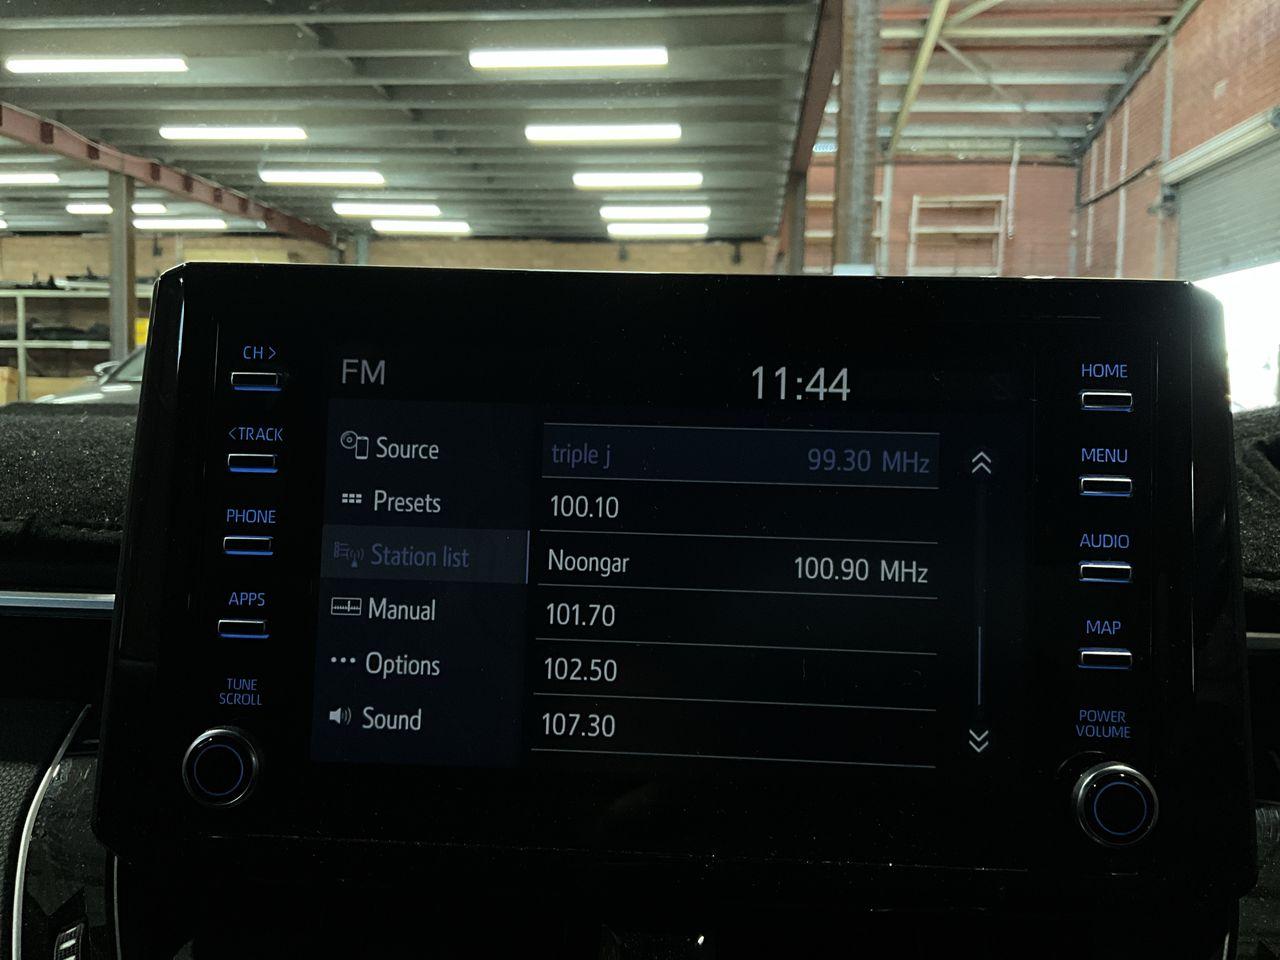 CH >
<TRACK
PHONE
APPS
TUNE
SCROLL
FM
11:44
Source
Presets
Station list
Manual
Options
Sound
triple j 99.30 MHz
100.10
Noongar 100.90 MHz
101.70
102.50
107.30
HOME
MENU
AUDIO
MAP
POWER
VOLUME